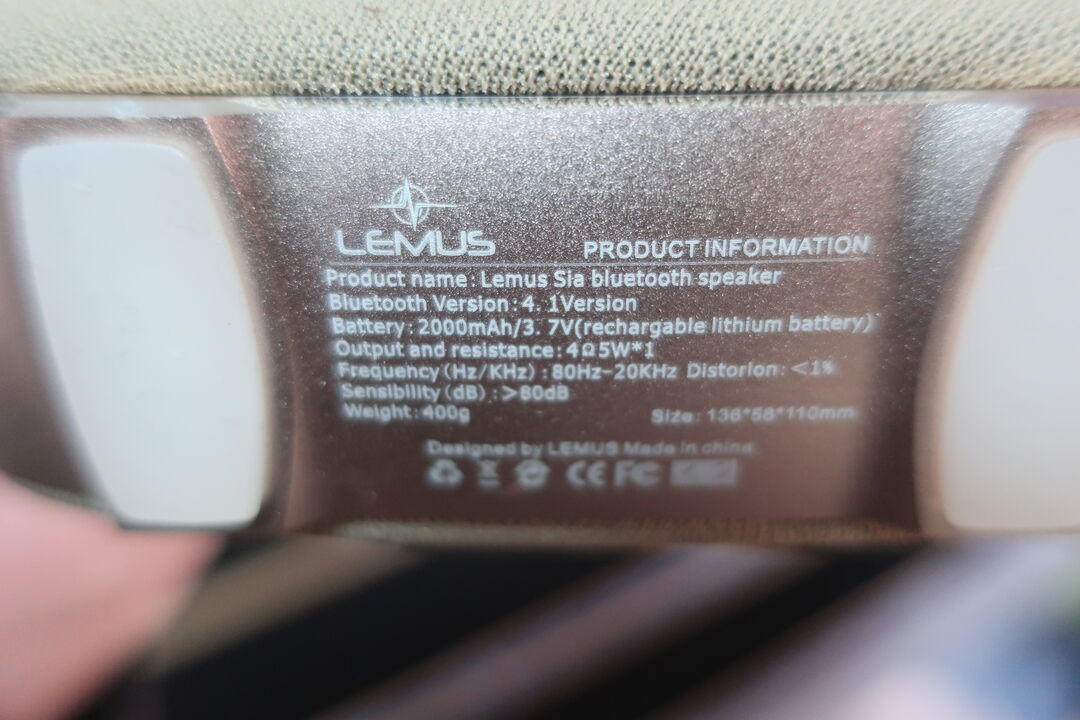 LEMUS
PRODUCT INFORMATION
Product name: Lemus Sia bluetooth speaker
Bluetooth Version: 4. 1Version
Battery: 2000mAh/3. 7V(rechargable lithium battery)
Output and resistance: 4Ω5W*1
Frequency(Hz/KHz) : 80Hz-20KHz Distorion: <1%
Sensibility(dB) :>80dB
Weight: 400g Size: 136*58*110mm
Designed by LEMUS Made in china.
CE FC